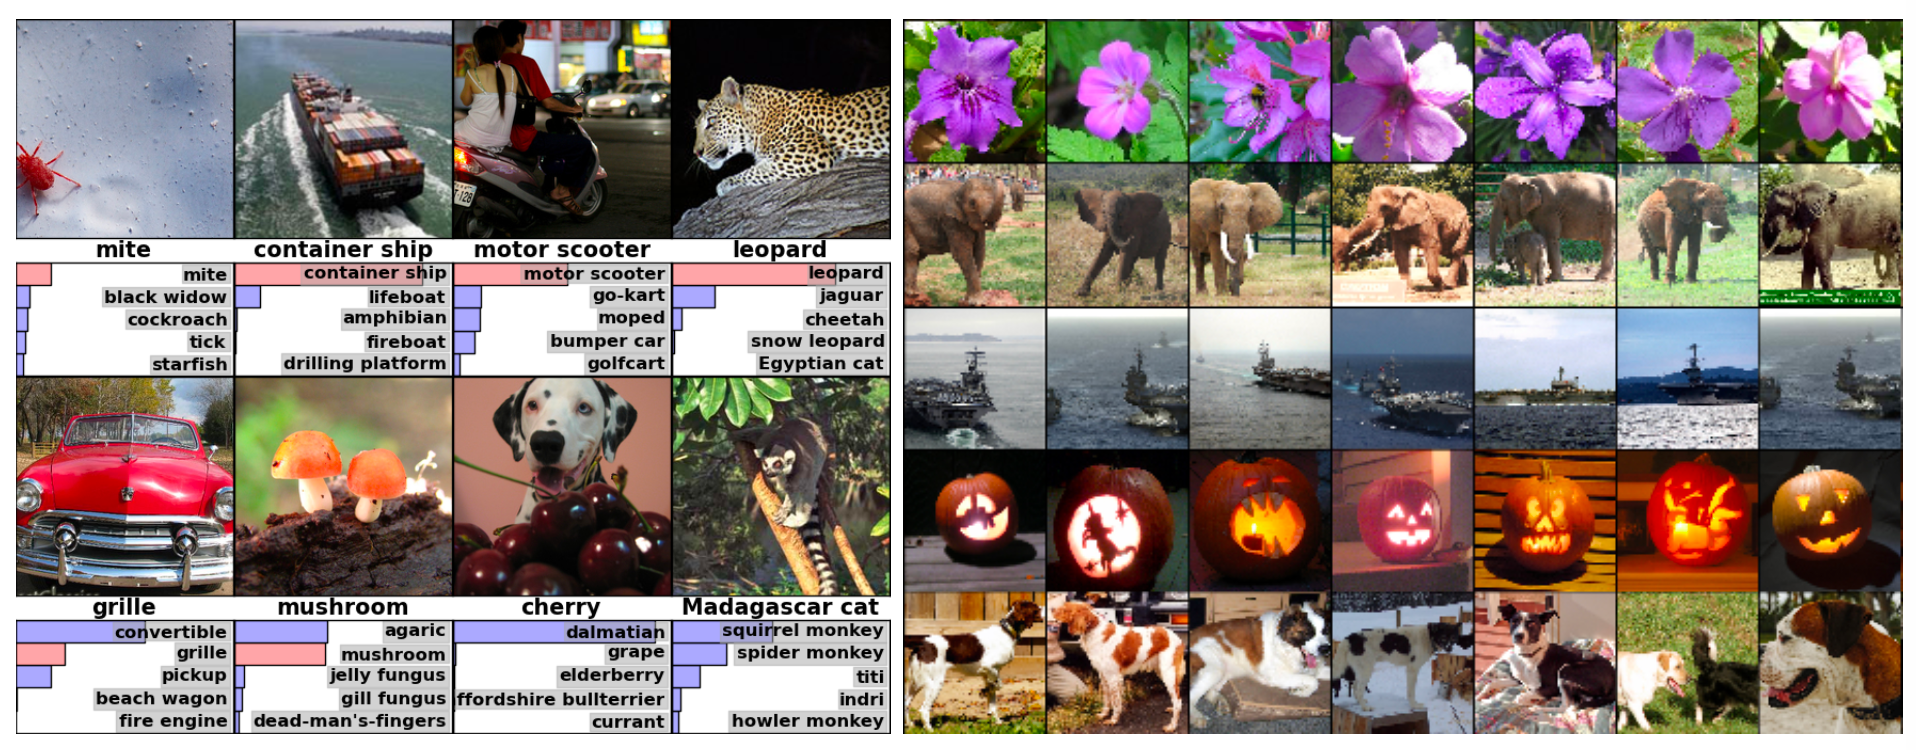 mite
container ship
motor scooter
leopard
mite
black widow
cockroach
tick
starfish
container ship
lifeboat
amphibian
fireboat
drilling platform
motor scooter
go-kart
moped
bumper car
golfcart
leopard
jaguar
cheetah
snow leopard
Egyptian cat
grille
mushroom
cherry
Madagascar cat
convertible
grille
pickup
beach wagon
fire engine
agaric
mushroom
jelly fungus
gill fungus
dead-man's-fingers
dalmatian
grape
elderberry
ffordshire bullterrier
currant
squirrel monkey
spider monkey
titi
indri
howler monkey